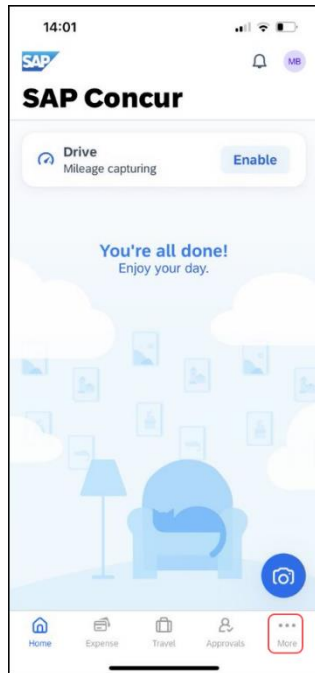 14:01
SAP
MB
SAP Concur
Drive
Mileage capturing
Enable
You're all done!
Enjoy your day.
Home
Expense
Travel
Approvals
More